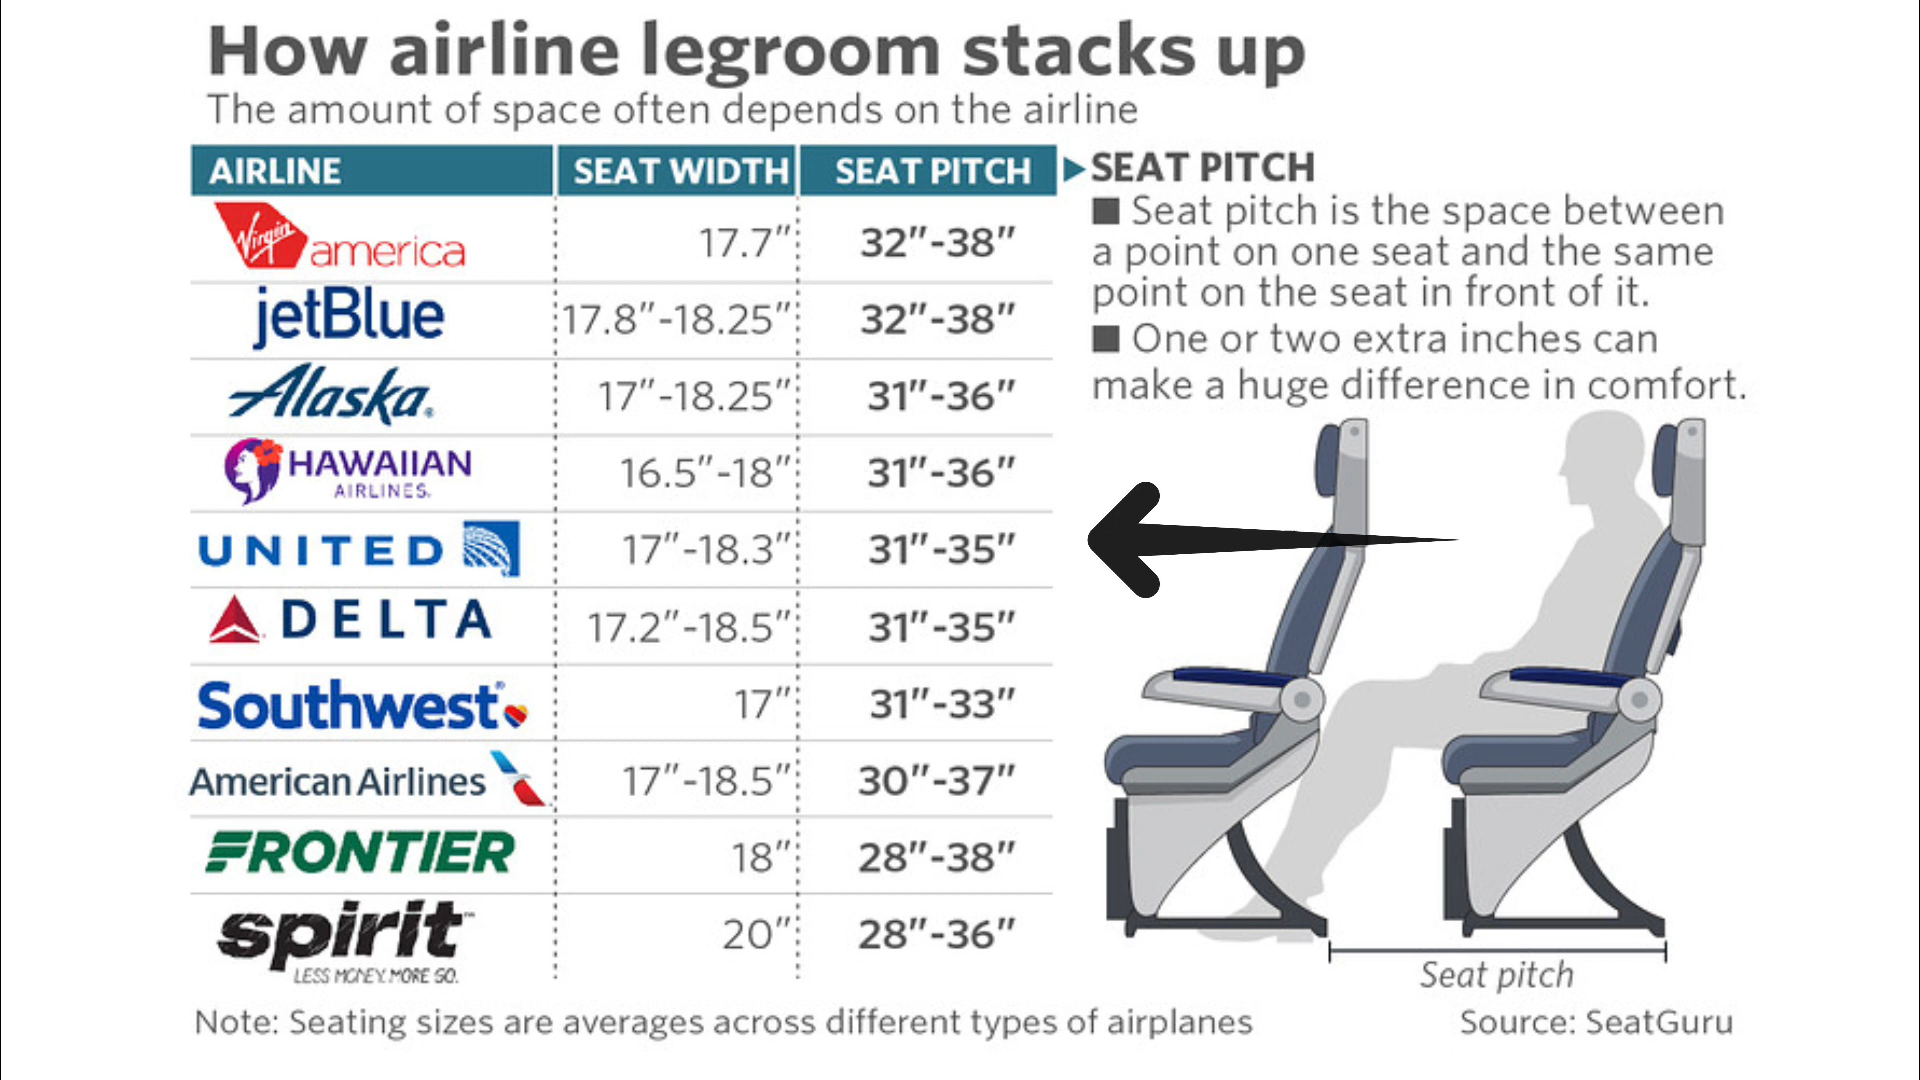 How airline legroom stacks up
The amount of space often depends on the airline
AIRLINE SEAT WIDTH SEAT PITCH
Virgin america 17.7" 32"-38"
jetBlue 17.8"-18.25" 32"-38"
Alaska® 17"-18.25" 31"-36"
HAWAIIAN 16.5"-18" 31"-36"
AIRLINES.
UNITED 17"-18.3" 31"-35"
DELTA 17.2"-18.5" 31"-35"
Southwest® 17" 31"-33"
American Airlines 17"-18.5" 30"-37"
FRONTIER 18" 28"-38"
spirit™ 20" 28"-36"
LESS MONEY. MORE GO.
▶SEAT PITCH
■ Seat pitch is the space between
a point on one seat and the same
point on the seat in front of it.
■ One or two extra inches can
make a huge difference in comfort.
Seat pitch
Note: Seating sizes are averages across different types of airplanes
Source: SeatGuru